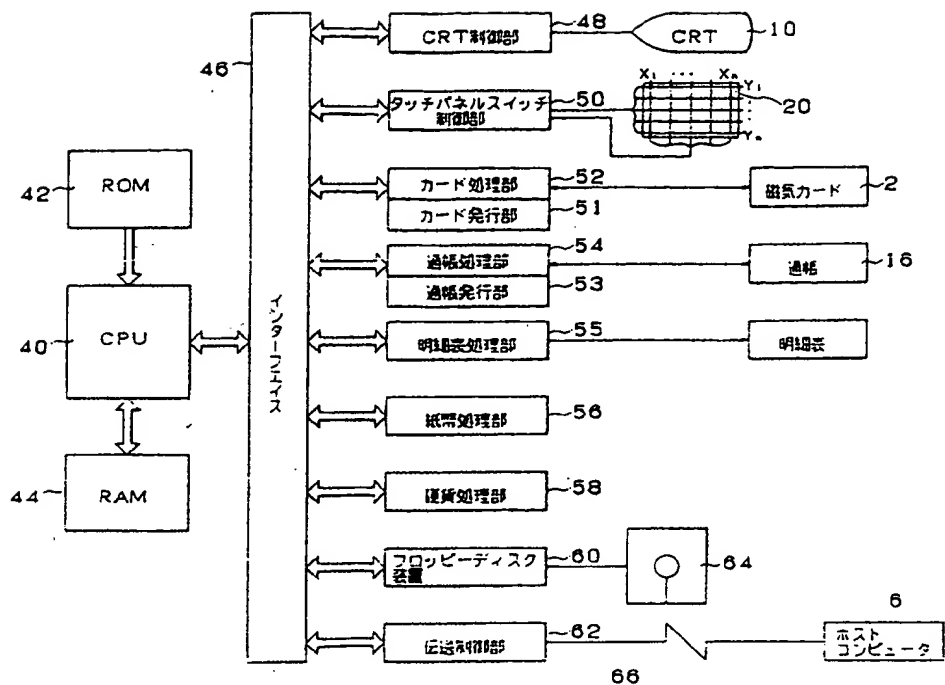 46
48
CRT制御部
CRT
10
50
タッチパネルスイッチ
制御部
X₁ ... Xₙ
Y₁
⋮
Yₙ
20
ROM
42
52
カード処理部
磁気カード
2
カード発行部
51
54
通帳処理部
通帳
16
通帳発行部
53
CPU
40
インターフェイス
55
明細表処理部
明細表
紙幣処理部
56
RAM
44
硬貨処理部
58
フロッピーディスク
装置
60
64
伝送制御部
62
66
6
ホスト
コンピュータ